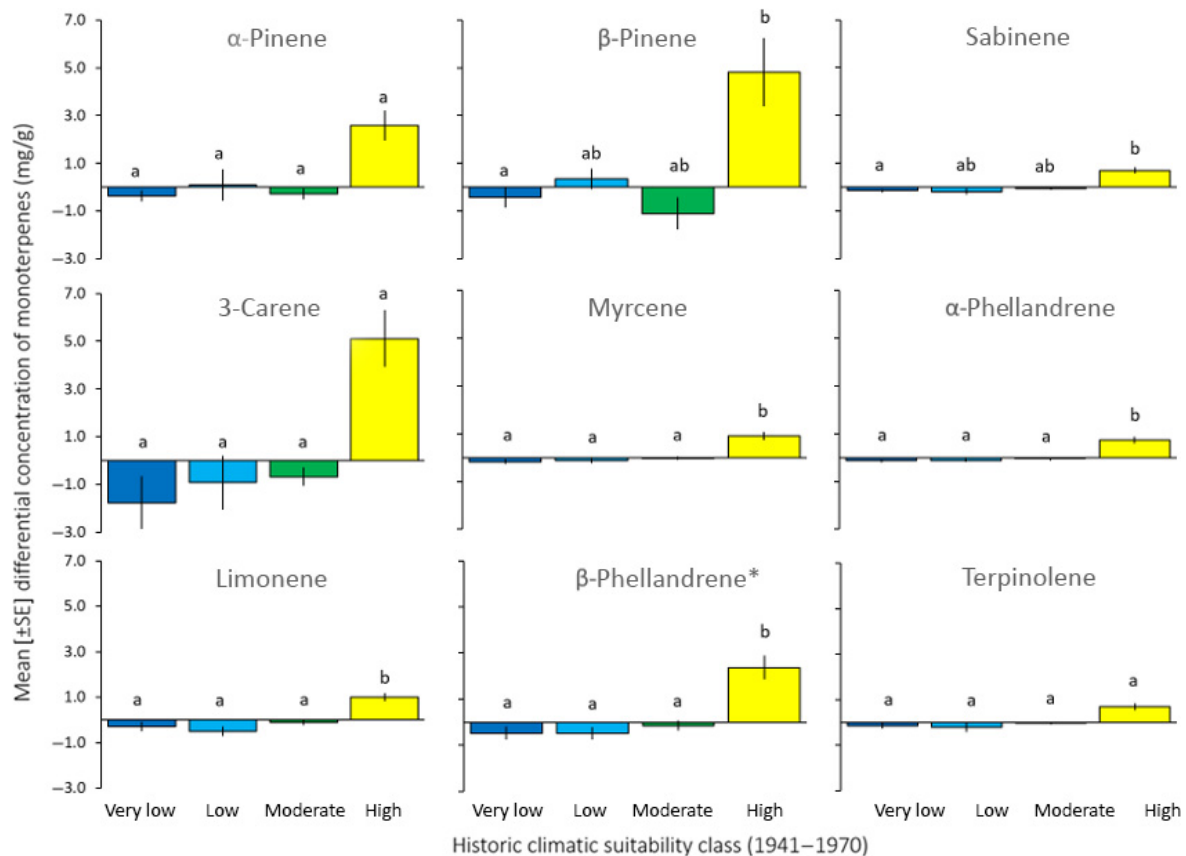 Mean [±SE] differential concentration of monoterpenes (mg/g)
α-Pinene
7.0
5.0
3.0
1.0
–1.0
–3.0
a
a
a
a
β-Pinene
a
ab
ab
b
Sabinene
a
ab
ab
b
3-Carene
7.0
5.0
3.0
1.0
–1.0
–3.0
a
a
a
a
Myrcene
a
a
a
b
α-Phellandrene
a
a
a
b
Limonene
7.0
5.0
3.0
1.0
–1.0
–3.0
a
a
a
b
β-Phellandrene*
a
a
a
b
Terpinolene
a
a
a
a
Very low Low Moderate High Very low Low Moderate High Very low Low Moderate High
Historic climatic suitability class (1941–1970)